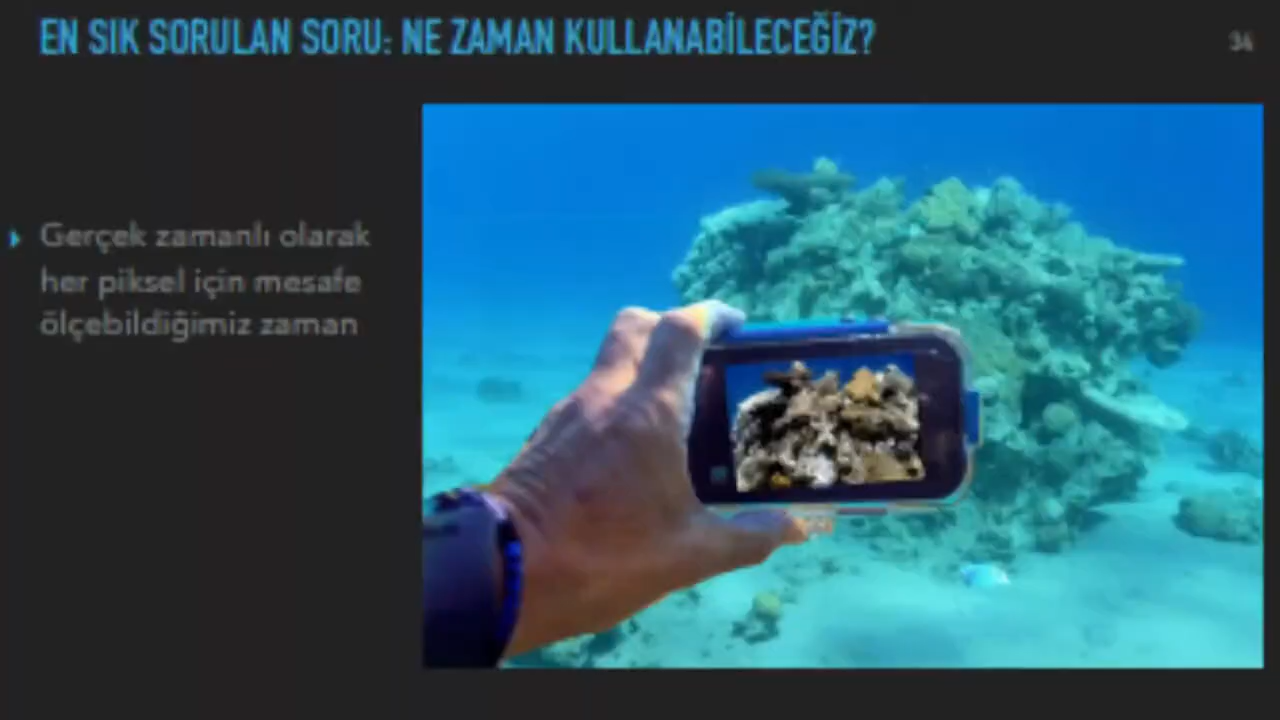 EN SIK SORULAN SORU: NE ZAMAN KULLANABİLECEĞİZ?
34
Gerçek zamanlı olarak
her piksel için mesafe
ölçebildiğimiz zaman